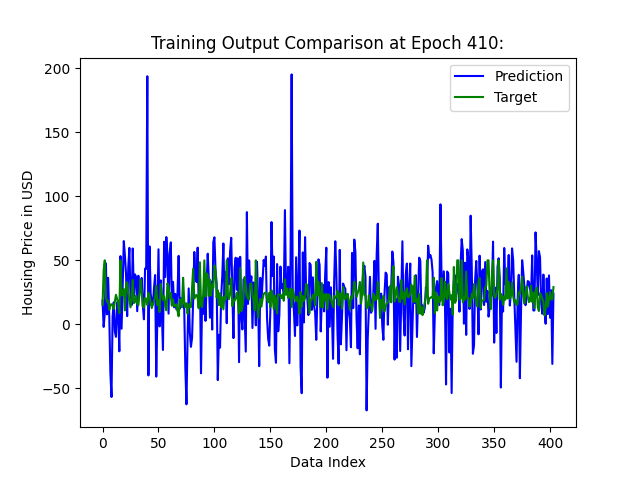 Training Output Comparison at Epoch 410:
Prediction
Target
200
150
100
50
0
−50
Housing Price in USD
0 50 100 150 200 250 300 350 400
Data Index